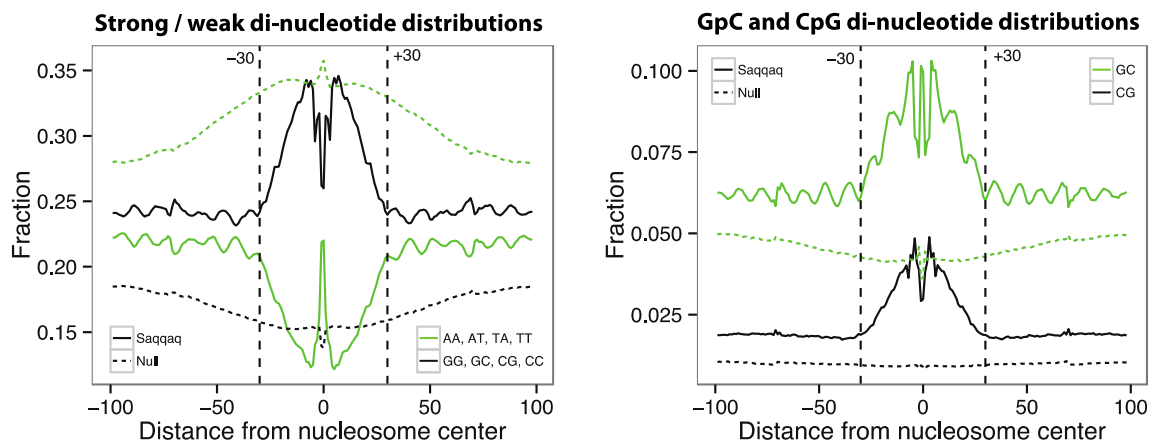 Strong / weak di-nucleotide distributions
−30
+30
Saqqaq
Null
AA, AT, TA, TT
GG, GC, CG, CC
0.35
0.30
0.25
0.20
0.15
Fraction
−100
−50
0
50
100
Distance from nucleosome center
GpC and CpG di-nucleotide distributions
−30
+30
Saqqaq
Null
GC
CG
0.100
0.075
0.050
0.025
Fraction
−100
−50
0
50
100
Distance from nucleosome center